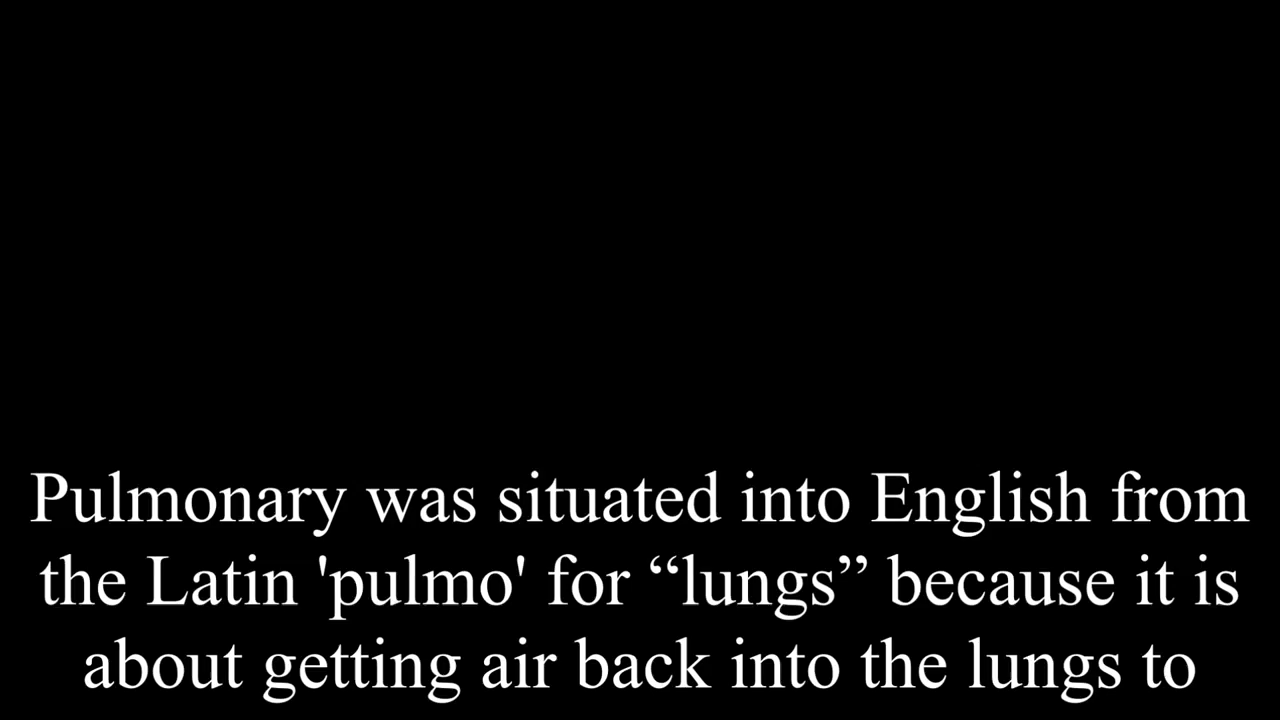 Pulmonary was situated into English from
the Latin 'pulmo' for “lungs” because it is
about getting air back into the lungs to